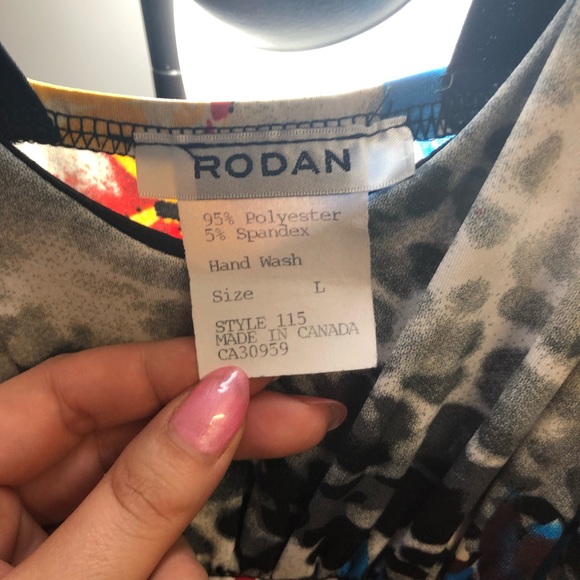 RODAN
95% Polyester
5% Spandex
Hand Wash
Size L
STYLE 115
MADE IN CANADA
CA30959